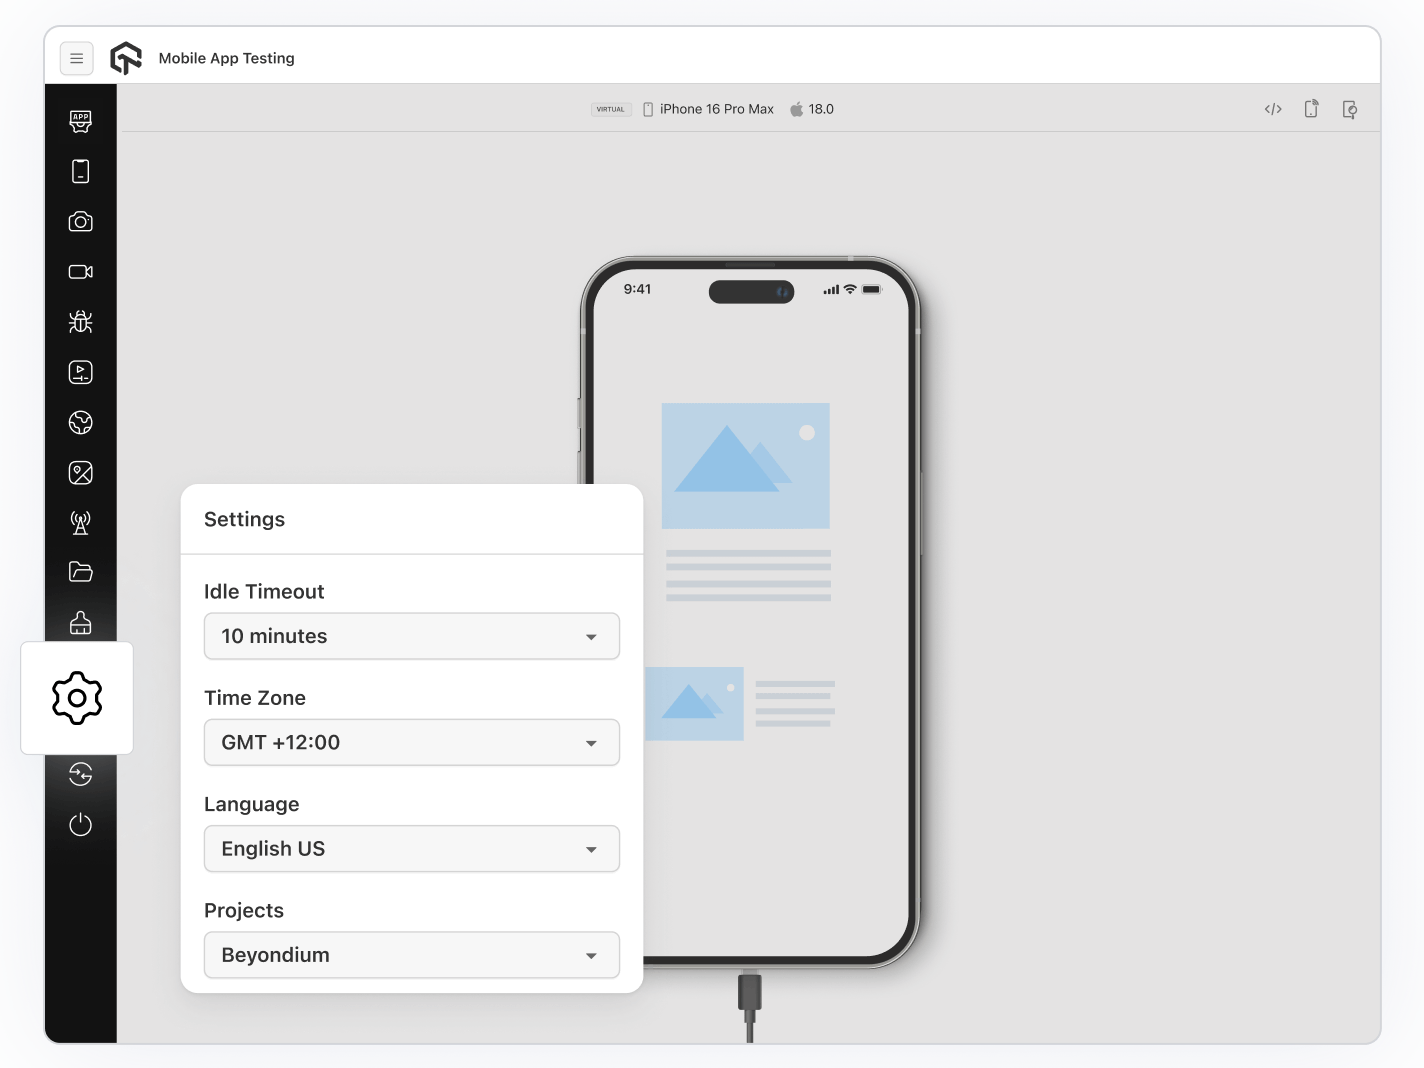 Mobile App Testing
VIRTUAL iPhone 16 Pro Max 18.0
APP
9:41
Settings
Idle Timeout
10 minutes
Time Zone
GMT +12:00
Language
English US
Projects
Beyondium